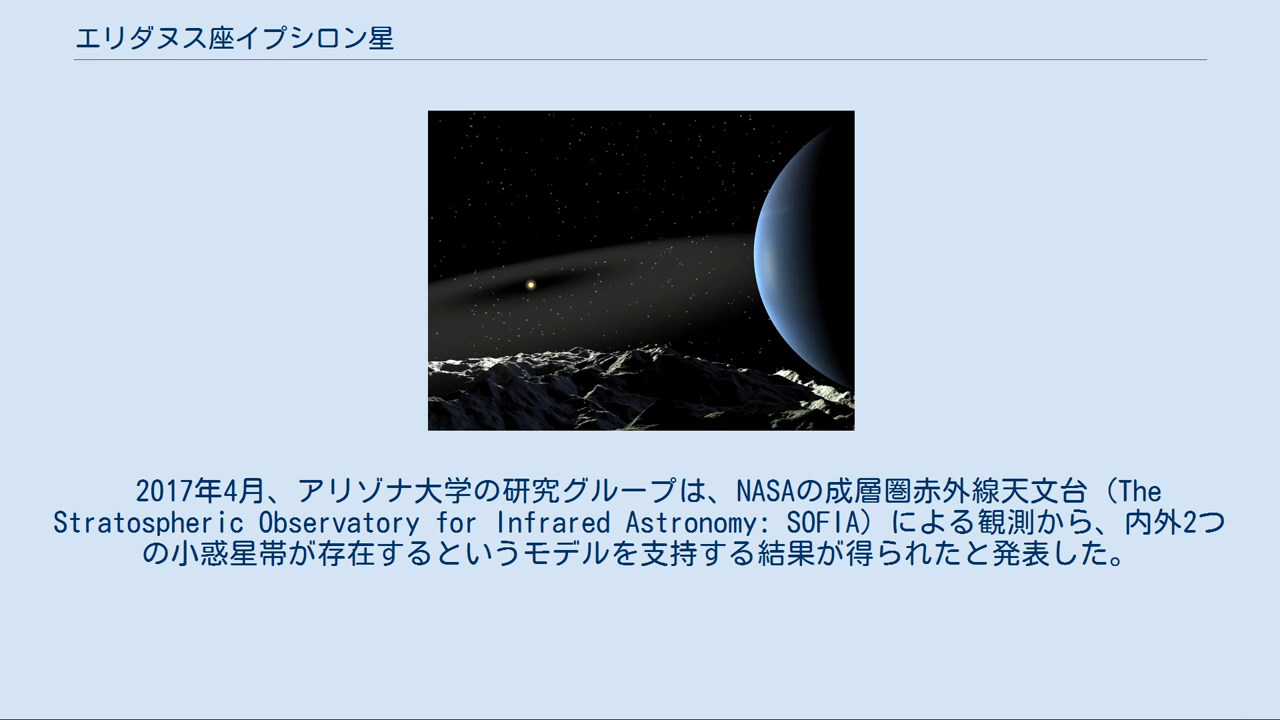 エリダヌス座イプシロン星
2017年4月、アリゾナ大学の研究グループは、NASAの成層圏赤外線天文台（The
Stratospheric Observatory for Infrared Astronomy: SOFIA）による観測から、内外2つ
の小惑星帯が存在するというモデルを支持する結果が得られたと発表した。